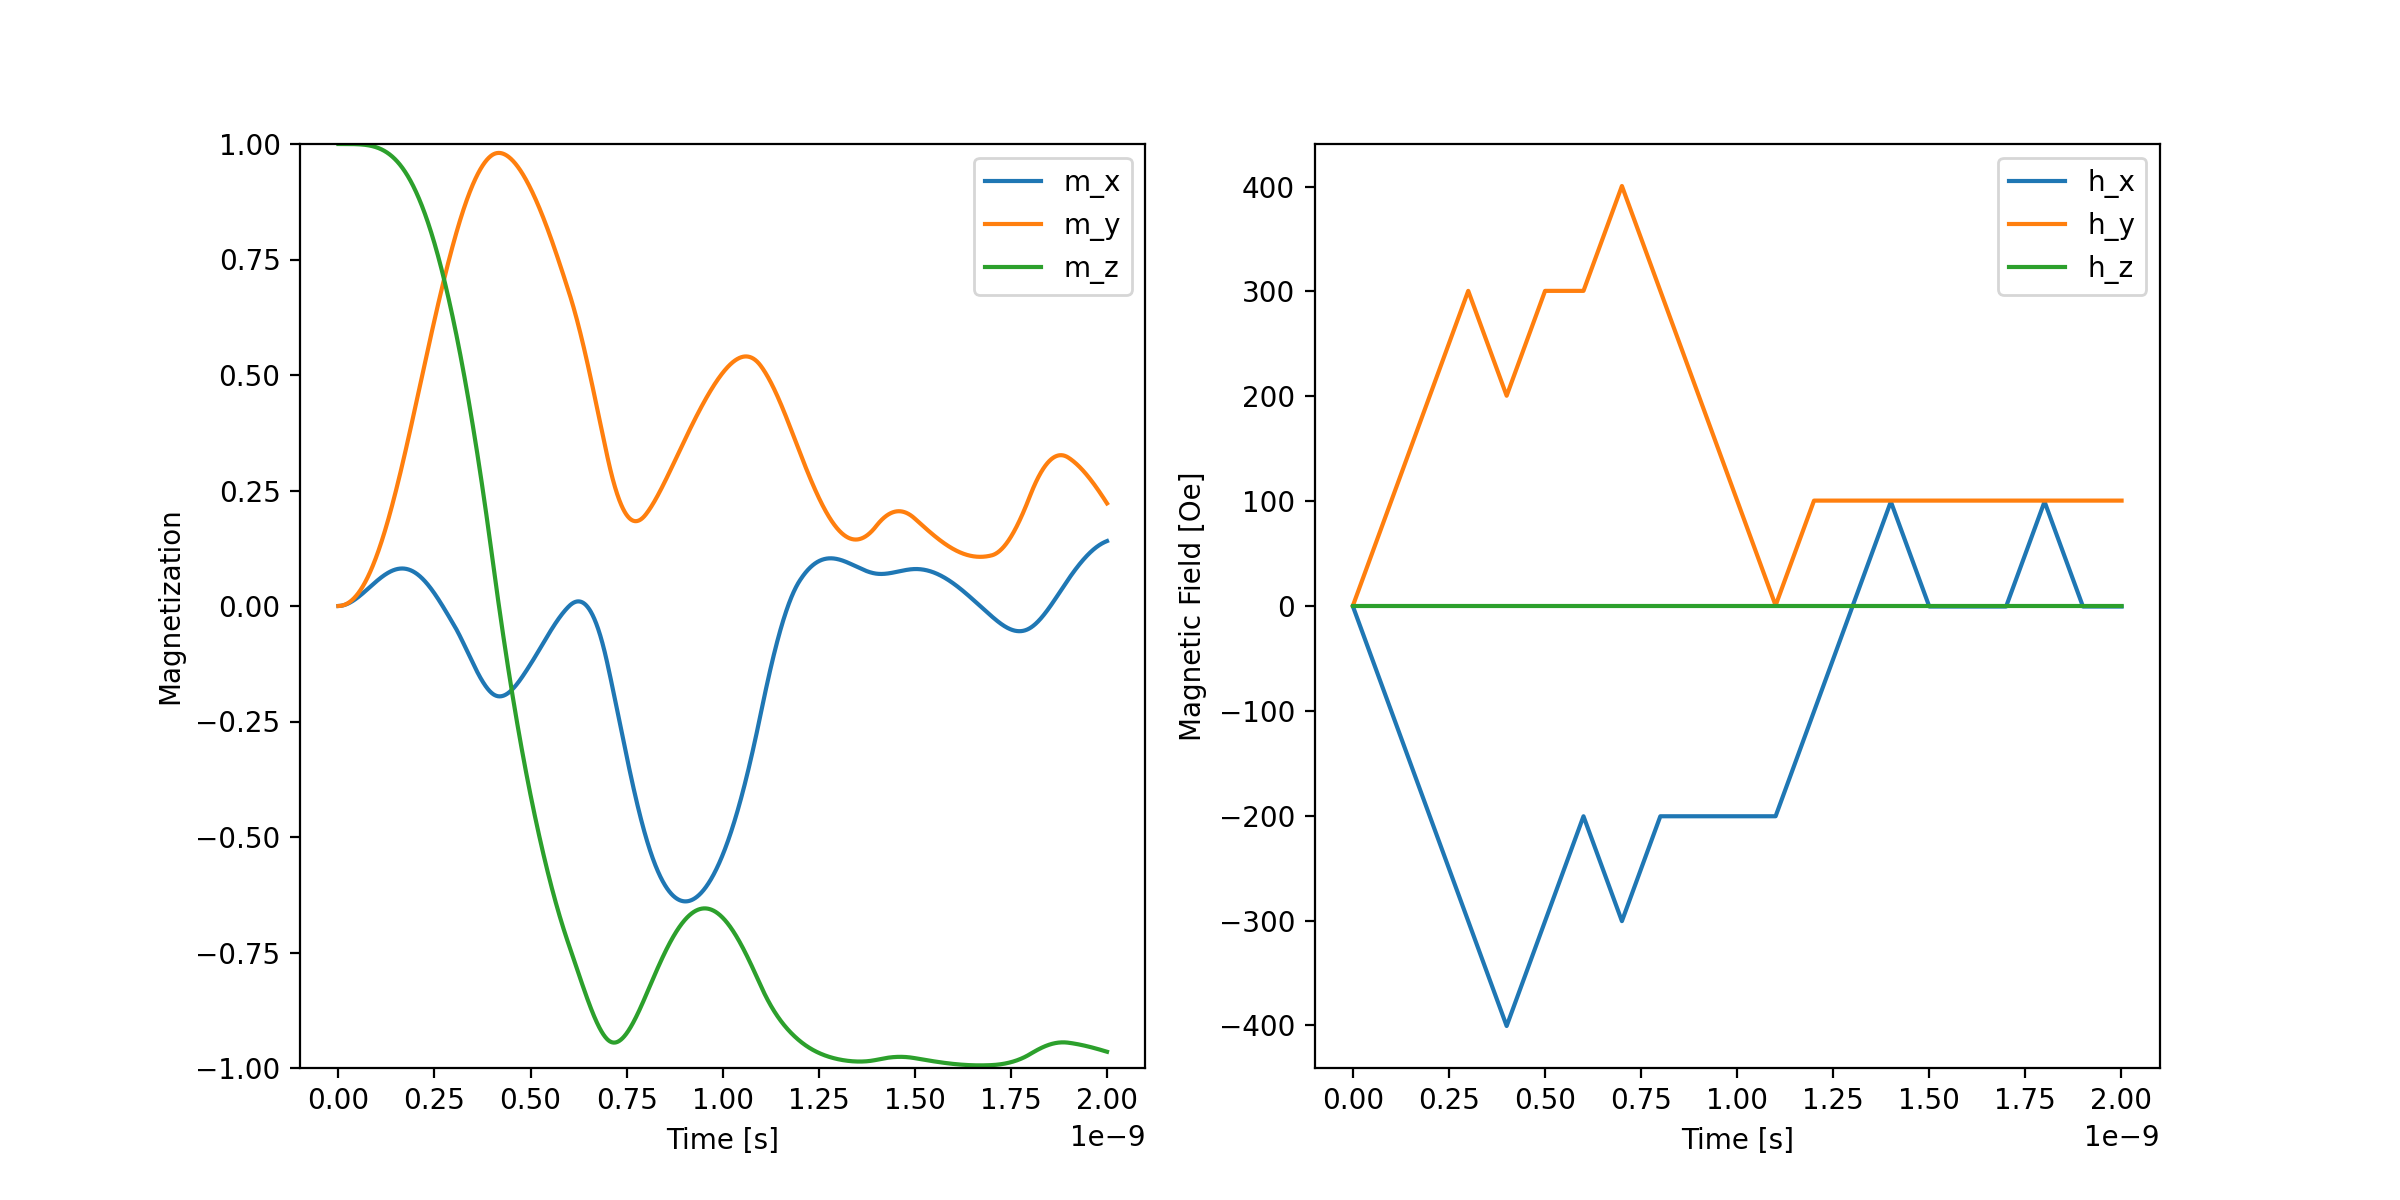 1.00
0.75
0.50
0.25
0.00
−0.25
−0.50
−0.75
−1.00
Magnetization
m_x
m_y
m_z
0.00 0.25 0.50 0.75 1.00 1.25 1.50 1.75 2.00
Time [s]
1e−9
400
300
200
100
0
−100
−200
−300
−400
Magnetic Field [Oe]
h_x
h_y
h_z
0.00 0.25 0.50 0.75 1.00 1.25 1.50 1.75 2.00
Time [s]
1e−9